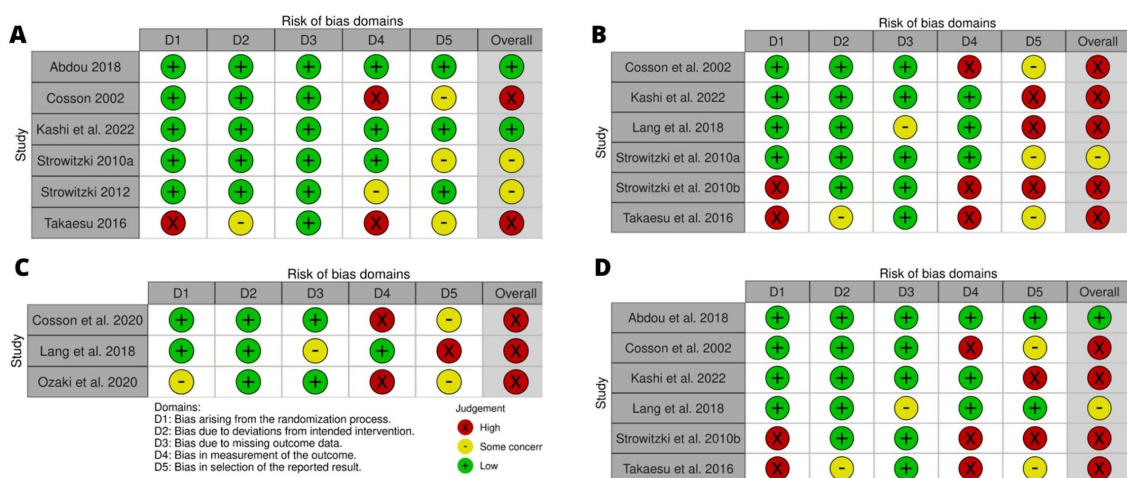 A
Risk of bias domains
D1 D2 D3 D4 D5 Overall
Study
Abdou 2018 + + + + + +
Cosson 2002 + + + X - X
Kashi et al. 2022 + + + + + +
Strowitzki 2010a + + + + - -
Strowitzki 2012 + + + - + -
Takaesu 2016 X - + X - X
B
Risk of bias domains
D1 D2 D3 D4 D5 Overall
Study
Cosson et al. 2002 + + + X - X
Kashi et al. 2022 + + + + X X
Lang et al. 2018 + + - + X X
Strowitzki et al. 2010a + + + + - -
Strowitzki et al. 2010b X + + X X X
Takaesu et al. 2016 X - + X - X
C
Risk of bias domains
D1 D2 D3 D4 D5 Overall
Study
Cosson et al. 2020 + + + X - X
Lang et al. 2018 + + - + X X
Ozaki et al. 2020 - + + X - X
Domains:
D1: Bias arising from the randomization process.
D2: Bias due to deviations from intended intervention.
D3: Bias due to missing outcome data.
D4: Bias in measurement of the outcome.
D5: Bias in selection of the reported result.
Judgement
X High
- Some concerr
+ Low
D
Risk of bias domains
D1 D2 D3 D4 D5 Overall
Study
Abdou et al. 2018 + + + + + +
Cosson et al. 2002 + + + X - X
Kashi et al. 2022 + + + + X X
Lang et al. 2018 + + - + + -
Strowitzki et al. 2010b X + + X X X
Takaesu et al. 2016 X - + X - X